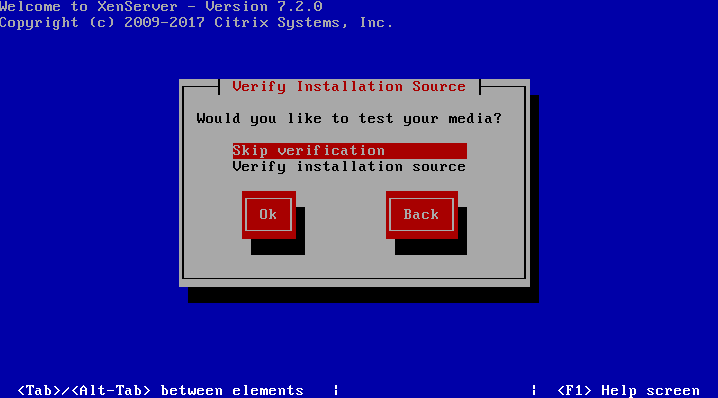 Welcome to XenServer - Version 7.2.0
Copyright (c) 2009-2017 Citrix Systems, Inc.
Verify Installation Source
Would you like to test your media?
Skip verification
Verify installation source
Ok Back
<Tab>/<Alt-Tab> between elements | | <F1> Help screen